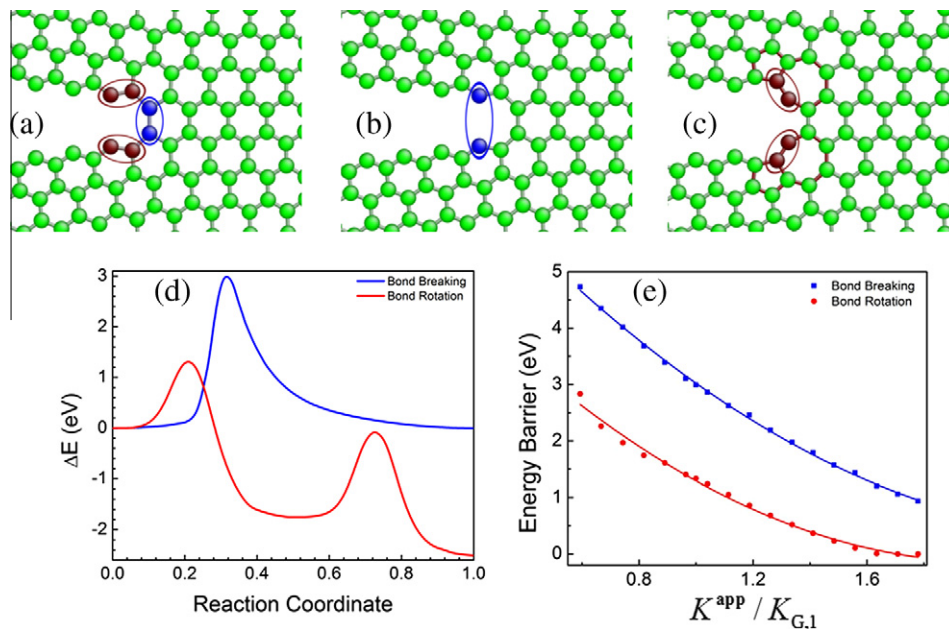 (a)
(b)
(c)
(d)
Bond Breaking
Bond Rotation
3
2
1
0
-1
-2
ΔE (eV)
0.0 0.2 0.4 0.6 0.8 1.0
Reaction Coordinate
(e)
Bond Breaking
Bond Rotation
5
4
3
2
1
0
Energy Barrier (eV)
0.8 1.2 1.6
K^app / K_G,1